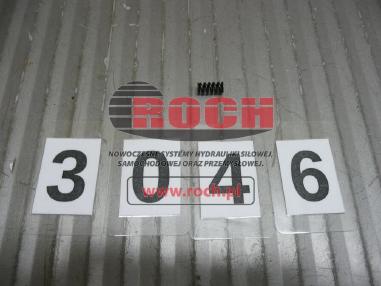 ROCH
NOWOCZESNE SYSTEMY HYDRAULIKI SIŁOWEJ,
SAMOCHODOWEJ ORAZ PRZEMYSŁOWEJ.
3 0 4 6
www.roch.pl